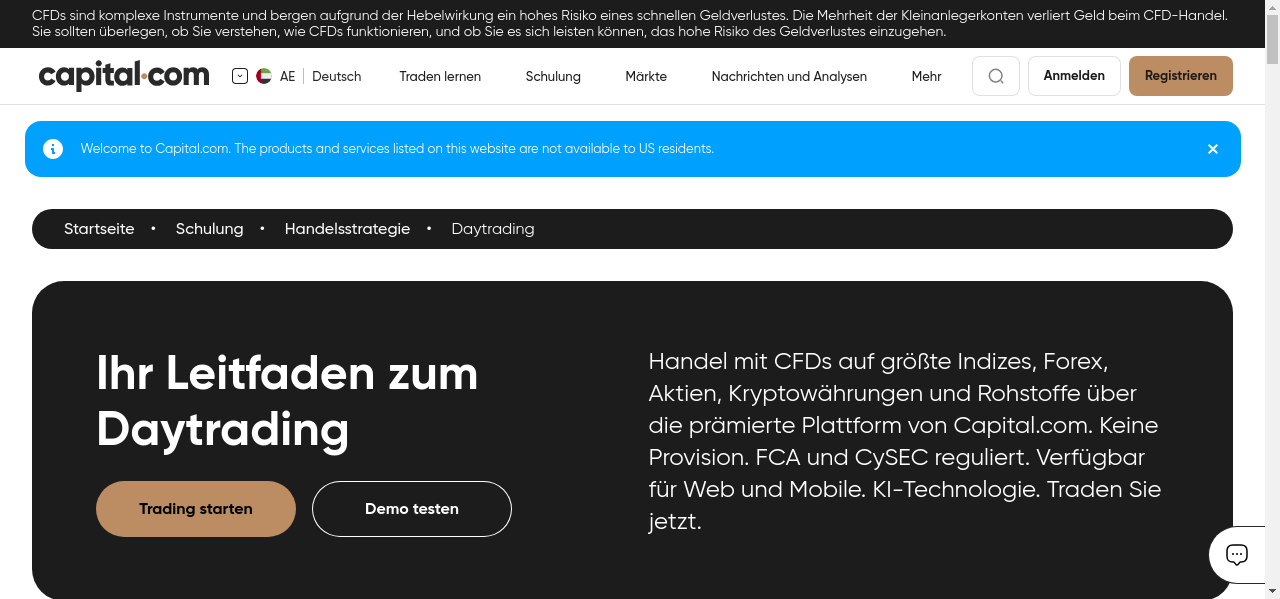 CFDs sind komplexe Instrumente und bergen aufgrund der Hebelwirkung ein hohes Risiko eines schnellen Geldverlustes. Die Mehrheit der Kleinanlegerkonten verliert Geld beim CFD-Handel.
Sie sollten überlegen, ob Sie verstehen, wie CFDs funktionieren, und ob Sie es sich leisten können, das hohe Risiko des Geldverlustes einzugehen.
capital.com AE Deutsch Traden lernen Schulung Märkte Nachrichten und Analysen Mehr Anmelden Registrieren
Welcome to Capital.com. The products and services listed on this website are not available to US residents.
Startseite • Schulung • Handelsstrategie • Daytrading
Ihr Leitfaden zum
Daytrading
Trading starten Demo testen
Handel mit CFDs auf größte Indizes, Forex,
Aktien, Kryptowährungen und Rohstoffe über
die prämierte Plattform von Capital.com. Keine
Provision. FCA und CySEC reguliert. Verfügbar
für Web und Mobile. KI-Technologie. Traden Sie
jetzt.